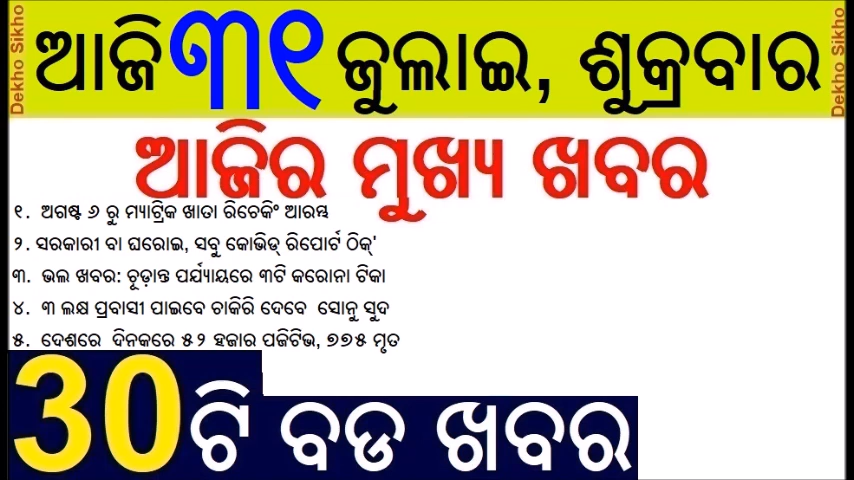 Dekho Sikho
ଆଜି ୩୧ ଜୁଲାଇ, ଶୁକ୍ରବାର
Dekho Sikho
ଆଜିର ମୁଖ୍ୟ ଖବର
୧. ଅଗଷ୍ଟ ୬ ରୁ ମ୍ୟାଟ୍ରିକ ଖାତା ରିଚେକିଂ ଆରମ୍ଭ
୨. ସରକାରୀ ବା ଘରୋଇ, ସବୁ କୋଭିଡ୍ ରିପୋର୍ଟ ଠିକ୍'
୩. ଭଲ ଖବର: ଚୂଡ଼ାନ୍ତ ପର୍ଯ୍ୟାୟରେ ୩ଟି କରୋନା ଟିକା
୪. ୩ ଲକ୍ଷ ପ୍ରବାସୀ ପାଇବେ ଚାକିରି ଦେବେ ସୋନୁ ସୁଦ
୫. ଦେଶରେ ଦିନକରେ ୫୨ ହଜାର ପଜିଟିଭ, ୭୭୫ ମୃତ
30ଟି ବଡ ଖବର